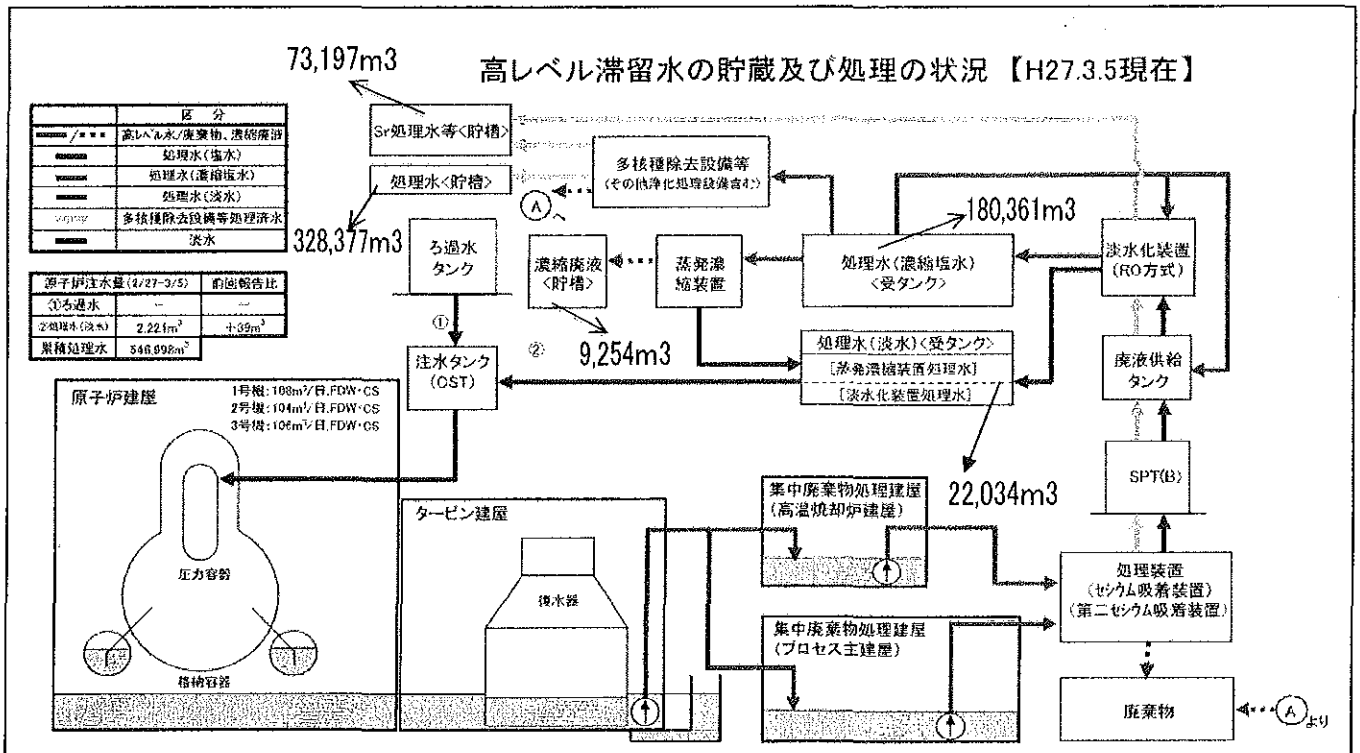 高レベル滞留水の貯蔵及び処理の状況 【H27.3.5現在】
73,197m3
区 分
高レベル水/廃棄物、濃縮廃液
処理水(塩水)
処理水(濃縮塩水)
処理水(淡水)
多核種除去設備等処理済水
淡水
Sr処理水等<貯槽>
処理水<貯槽>
328,377m3
多核種除去設備等
(その他浄化処理設備含む)
Aへ
180,361m3
ろ過水
タンク
濃縮廃液
<貯槽>
蒸発濃
縮装置
処理水(濃縮塩水)
<受タンク>
淡水化装置
(RO方式)
原子炉注水量(2/27-3/5) 前回報告比
①ろ過水 - -
②処理水(淡水) 2,221m³ +39m³
累積処理水
①
②
9,254m3
注水タンク
(CST)
処理水(淡水)<受タンク>
[蒸発濃縮装置処理水]
[淡水化装置処理水]
廃液供給
タンク
22,034m3
SPT(B)
原子炉建屋
1号機:108m³/日,FDW・CS
2号機:104m³/日,FDW・CS
3号機:106m³/日,FDW・CS
圧力容器
格納容器
タービン建屋
復水器
集中廃棄物処理建屋
(高温焼却炉建屋)
集中廃棄物処理建屋
(プロセス主建屋)
処理装置
(セシウム吸着装置)
(第二セシウム吸着装置)
廃棄物
Aより